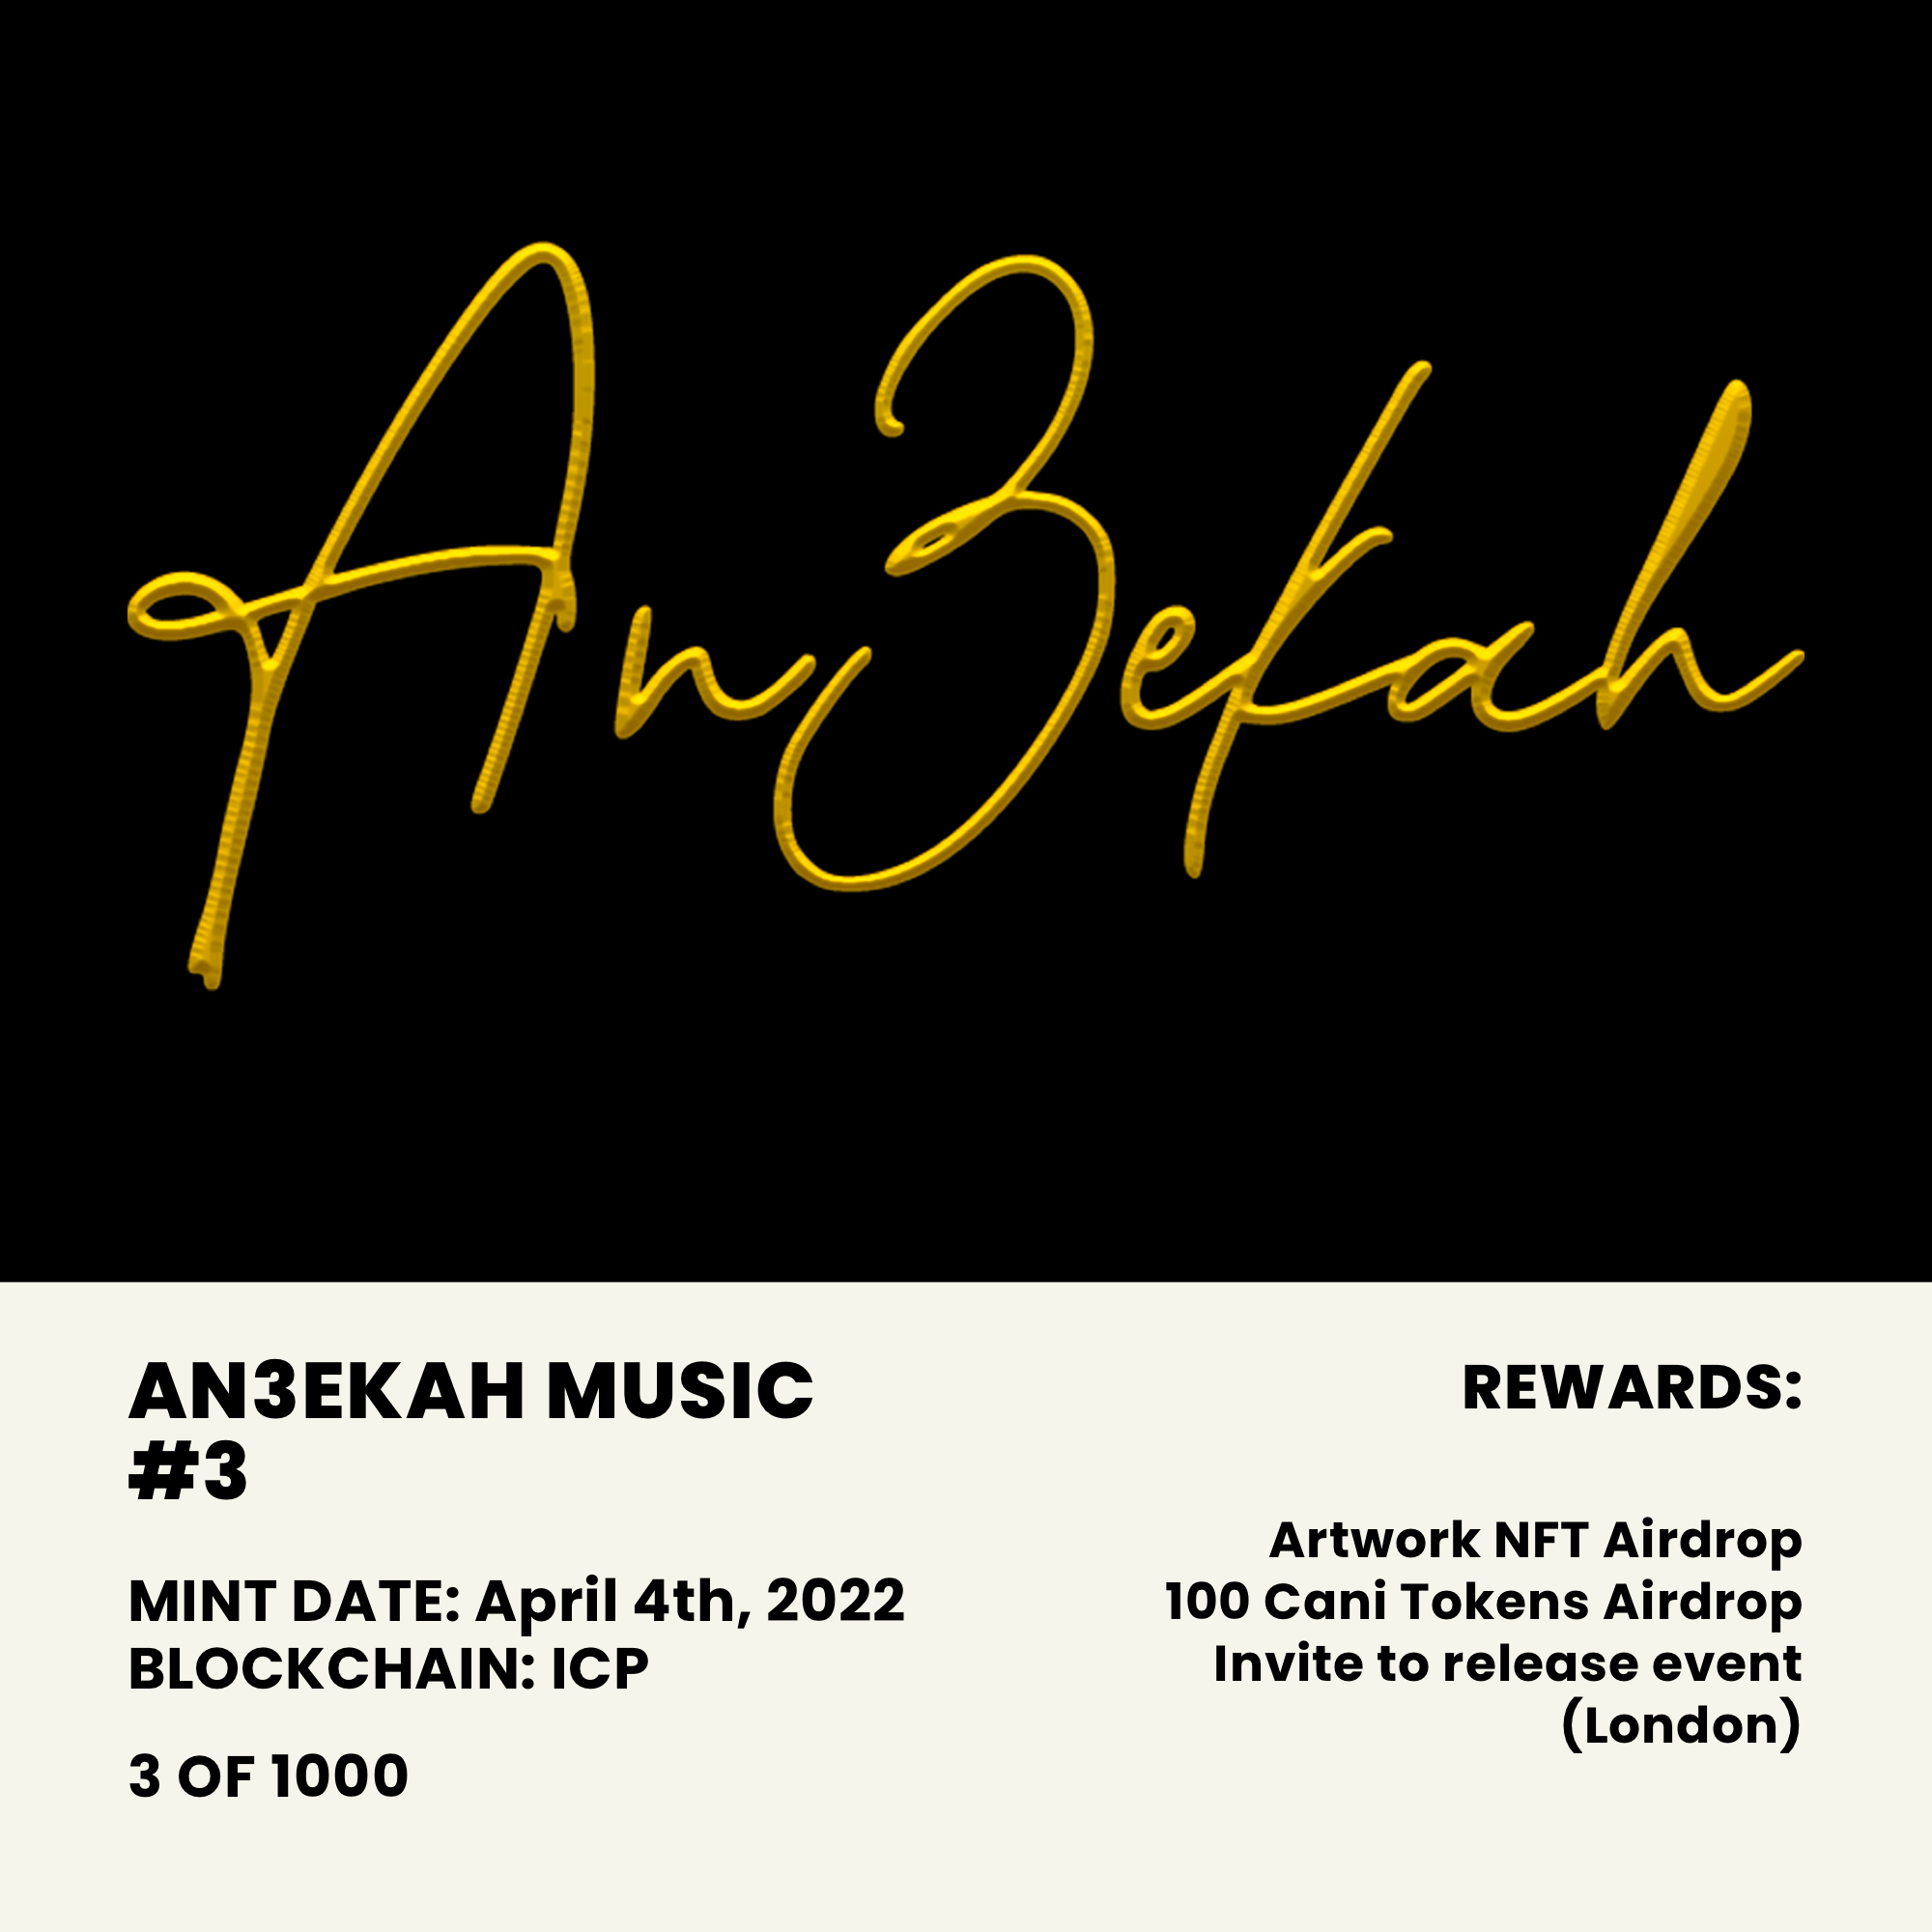 An3ekah
AN3EKAH MUSIC
#3
MINT DATE: April 4th, 2022
BLOCKCHAIN: ICP
3 OF 1000
REWARDS:
Artwork NFT Airdrop
100 Cani Tokens Airdrop
Invite to release event
(London)